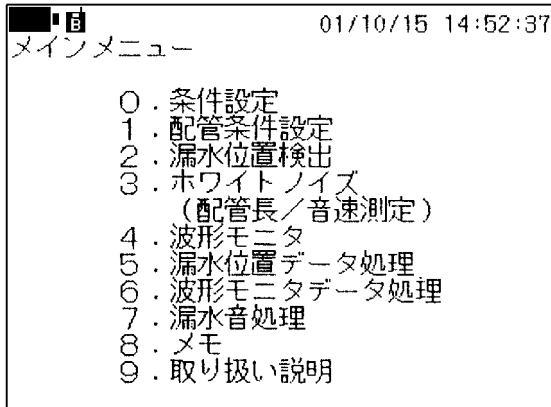 B 01/10/15 14:52:37
メインメニュー
0.条件設定
1.配管条件設定
2.漏水位置検出
3.ホワイトノイズ
(配管長/音速測定)
4.波形モニタ
5.漏水位置データ処理
6.波形モニタデータ処理
7.漏水音処理
8.メモ
9.取り扱い説明